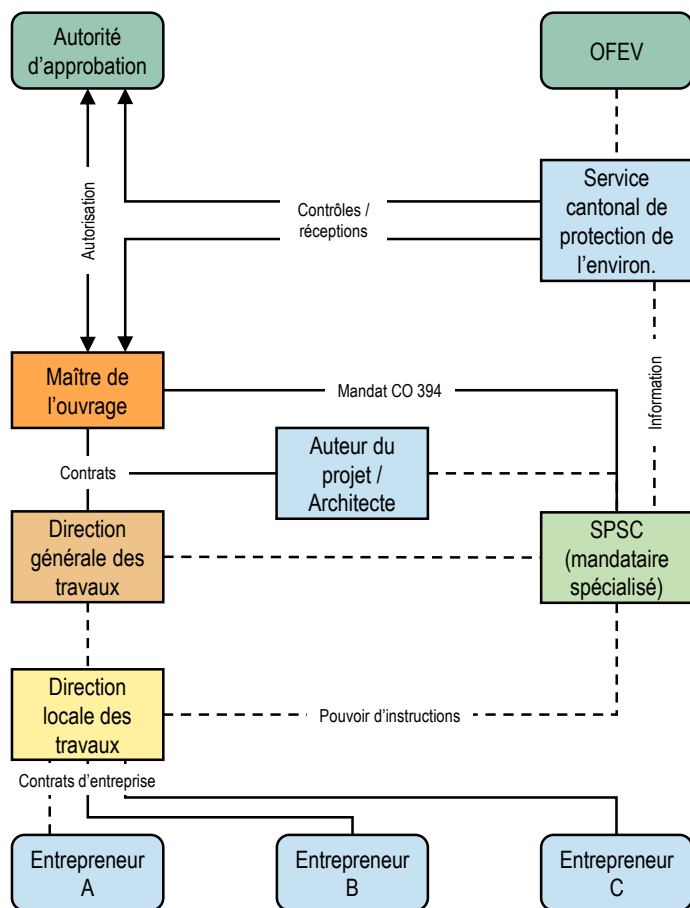 Autorité
d’approbation
OFEV
Service
cantonal de
protection de
l’environ.
Autorisation
Contrôles /
réceptions
Maître de
l’ouvrage
Mandat CO 394
Information
Contrats
Auteur du
projet /
Architecte
Direction
générale des
travaux
SPSC
(mandataire
spécialisé)
Direction
locale des
travaux
Pouvoir d’instructions
Contrats d’entreprise
Entrepreneur
A
Entrepreneur
B
Entrepreneur
C